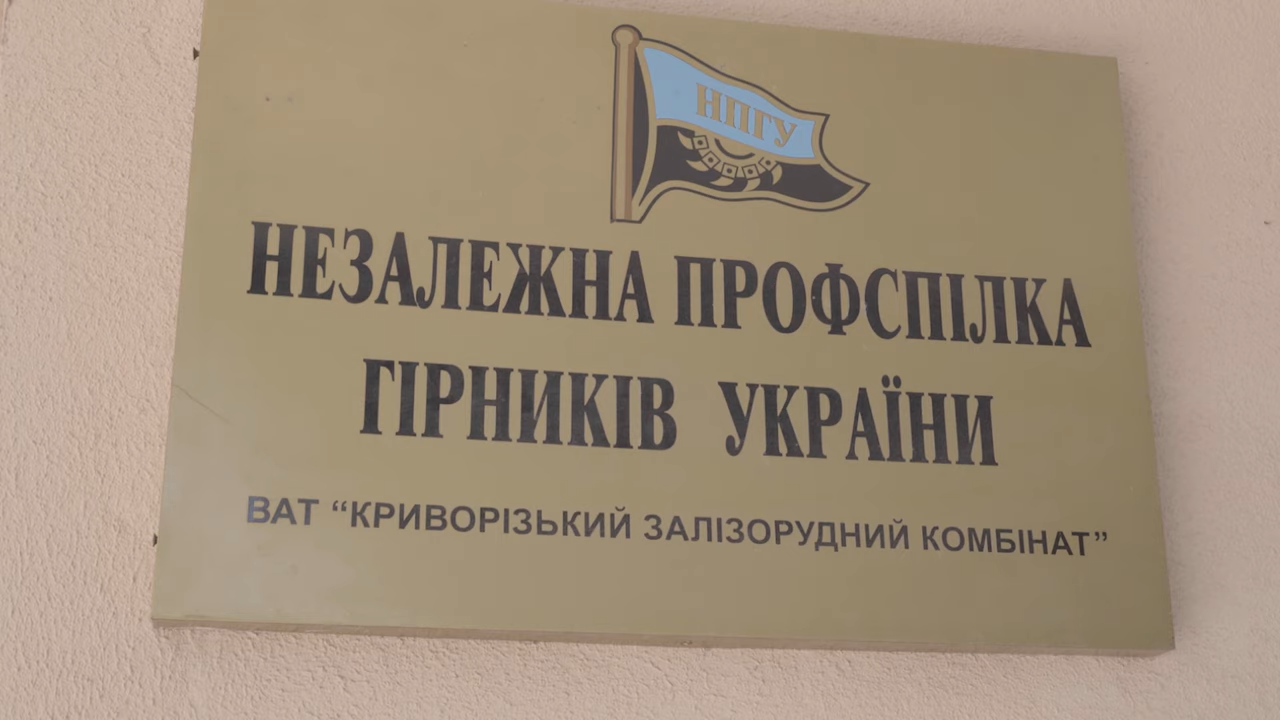 НПГУ
НЕЗАЛЕЖНА ПРОФСПІЛКА
ГІРНИКІВ УКРАЇНИ
ВАТ “КРИВОРІЗЬКИЙ ЗАЛІЗОРУДНИЙ КОМБІНАТ”